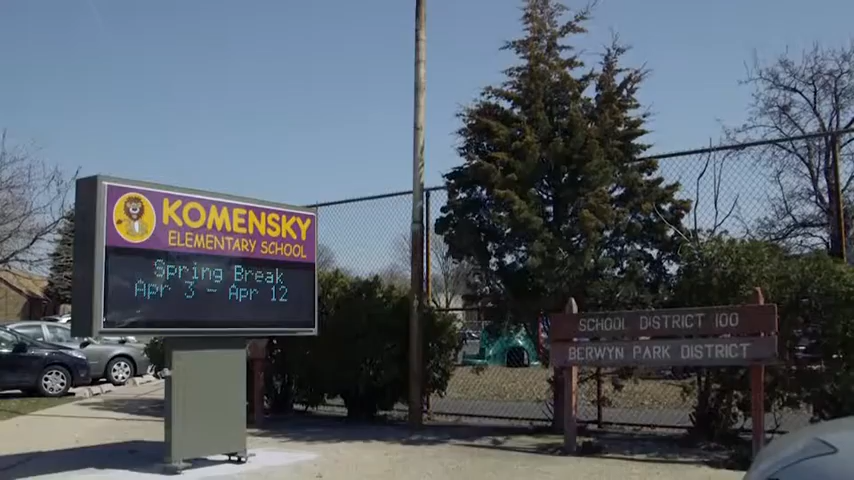 KOMENSKY
ELEMENTARY SCHOOL
Spring Break
Apr 3 - Apr 12
SCHOOL DISTRICT 100
BERWYN PARK DISTRICT